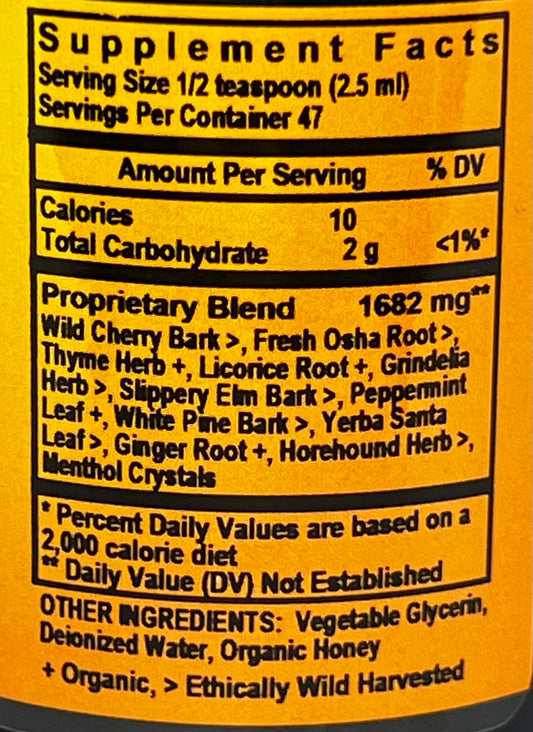 Supplement Facts
Serving Size 1/2 teaspoon (2.5 ml)
Servings Per Container 47
Amount Per Serving % DV
Calories 10
Total Carbohydrate 2 g <1%*
Proprietary Blend 1682 mg**
Wild Cherry Bark >, Fresh Osha Root >,
Thyme Herb +, Licorice Root +, Grindelia
Herb >, Slippery Elm Bark >, Peppermint
Leaf +, White Pine Bark >, Yerba Santa
Leaf >, Ginger Root +, Horehound Herb >,
Menthol Crystals
* Percent Daily Values are based on a
2,000 calorie diet
** Daily Value (DV) Not Established
OTHER INGREDIENTS: Vegetable Glycerin,
Deionized Water, Organic Honey
+ Organic, > Ethically Wild Harvested